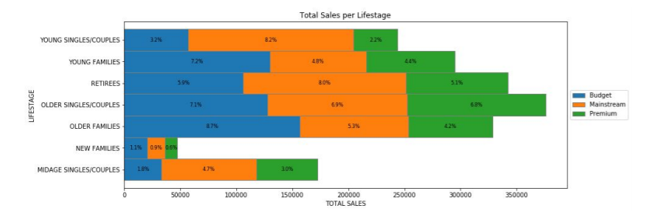 Total Sales per Lifestage
YOUNG SINGLES/COUPLES 3.2% 8.2% 2.2%
YOUNG FAMILIES 7.2% 4.8% 4.4%
RETIREES 5.9% 8.0% 5.1%
OLDER SINGLES/COUPLES 7.1% 6.9% 6.8%
OLDER FAMILIES 8.7% 5.3% 4.2%
NEW FAMILIES 1.1% 0.9% 0.6%
MIDAGE SINGLES/COUPLES 1.8% 4.7% 3.0%
LIFESTAGE
Budget
Mainstream
Premium
0 50000 100000 150000 200000 250000 300000 350000
TOTAL SALES